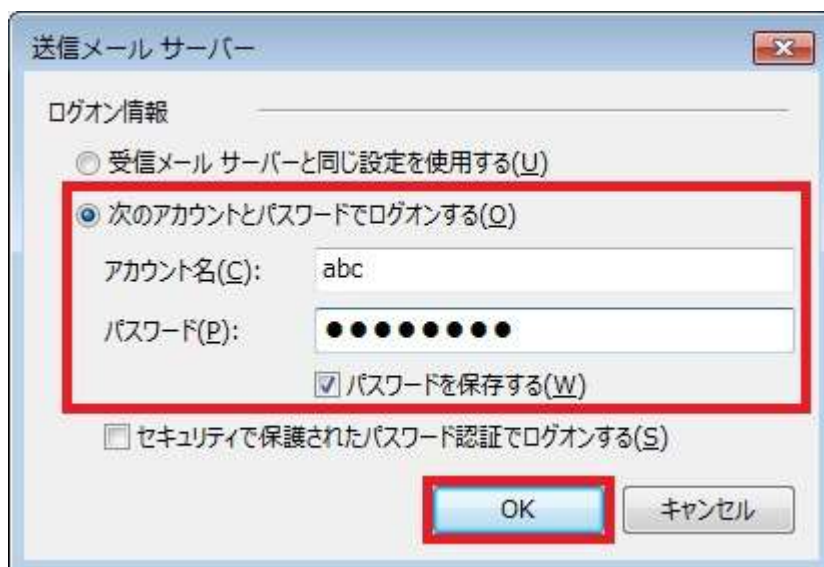 送信メール サーバー
ログオン情報
受信メール サーバーと同じ設定を使用する(U)
次のアカウントとパスワードでログオンする(O)
アカウント名(C): abc
パスワード(P): ●●●●●●●●
パスワードを保存する(W)
セキュリティで保護されたパスワード認証でログオンする(S)
OK キャンセル